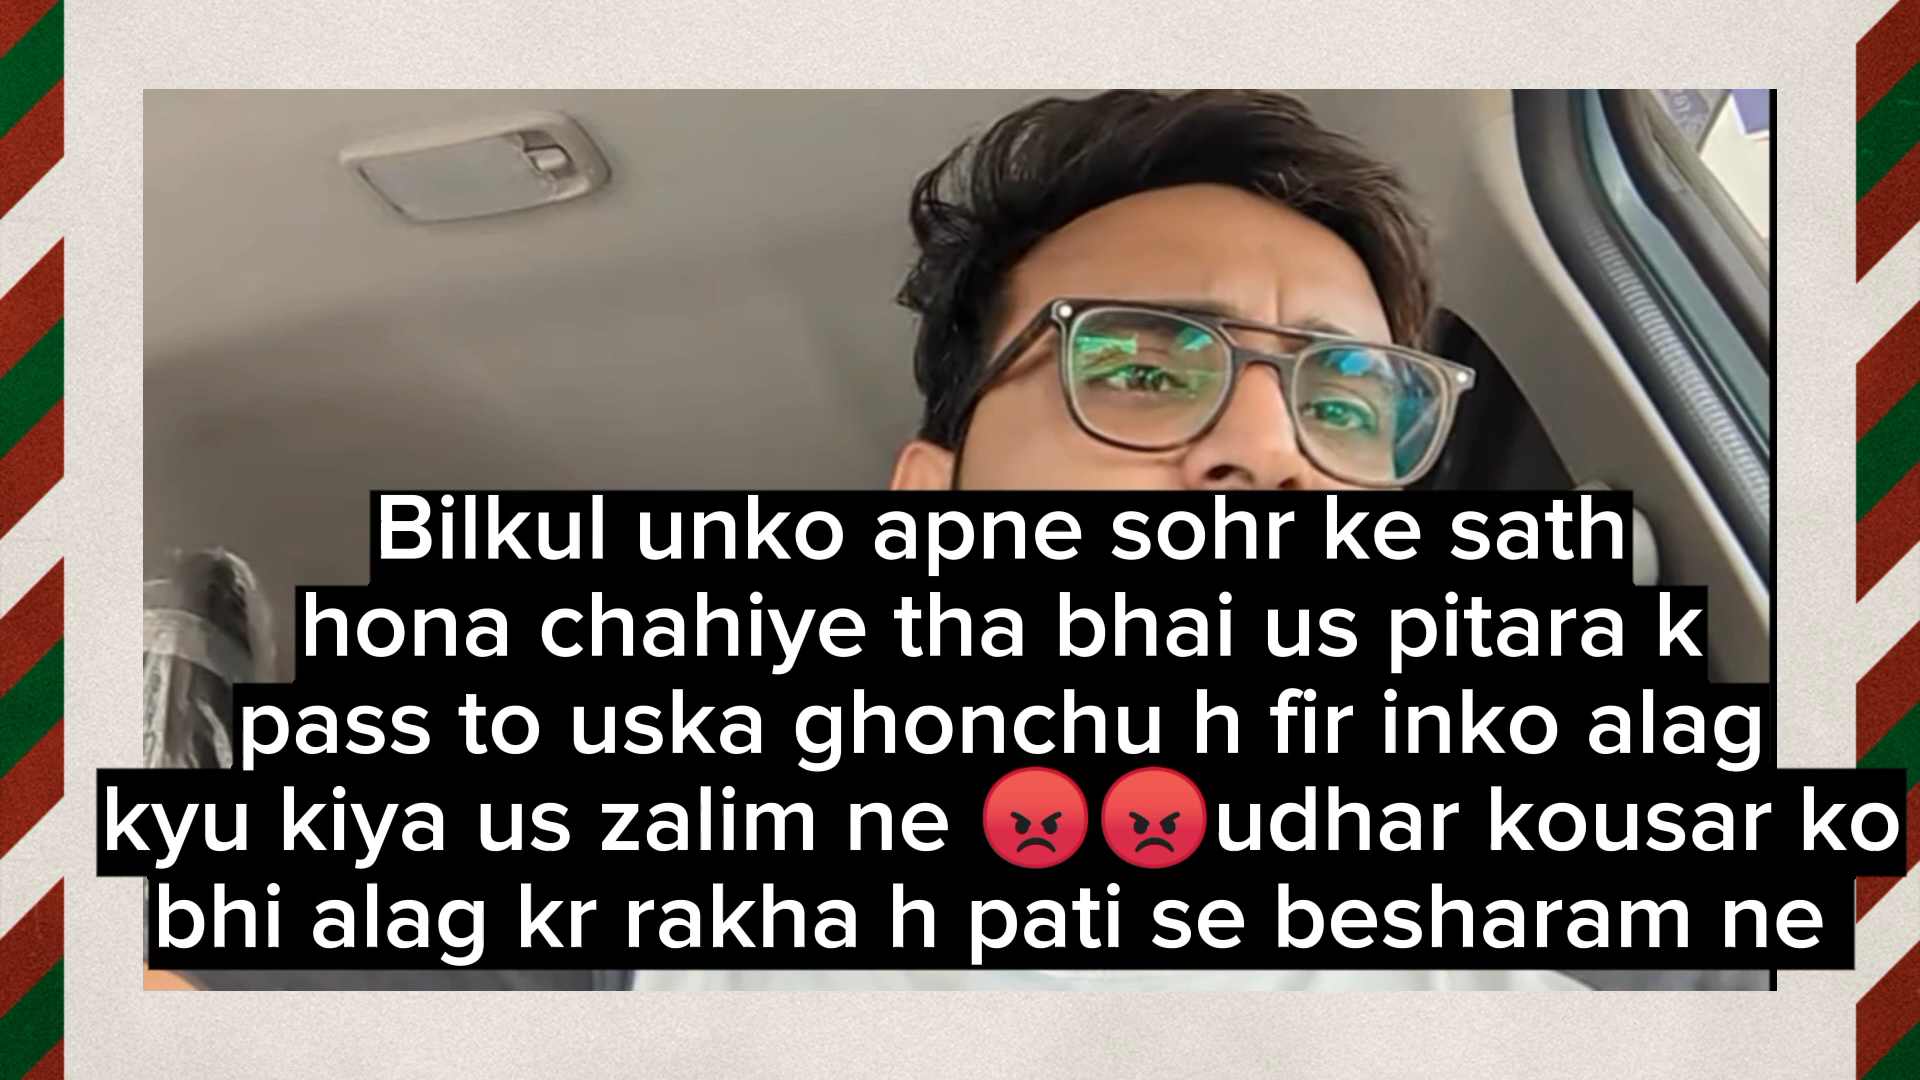 Bilkul unko apne sohr ke sath
hona chahiye tha bhai us pitara k
pass to uska ghonchu h fir inko alag
kyu kiya us zalim ne 😡😡udhar kousar ko
bhi alag kr rakha h pati se besharam ne